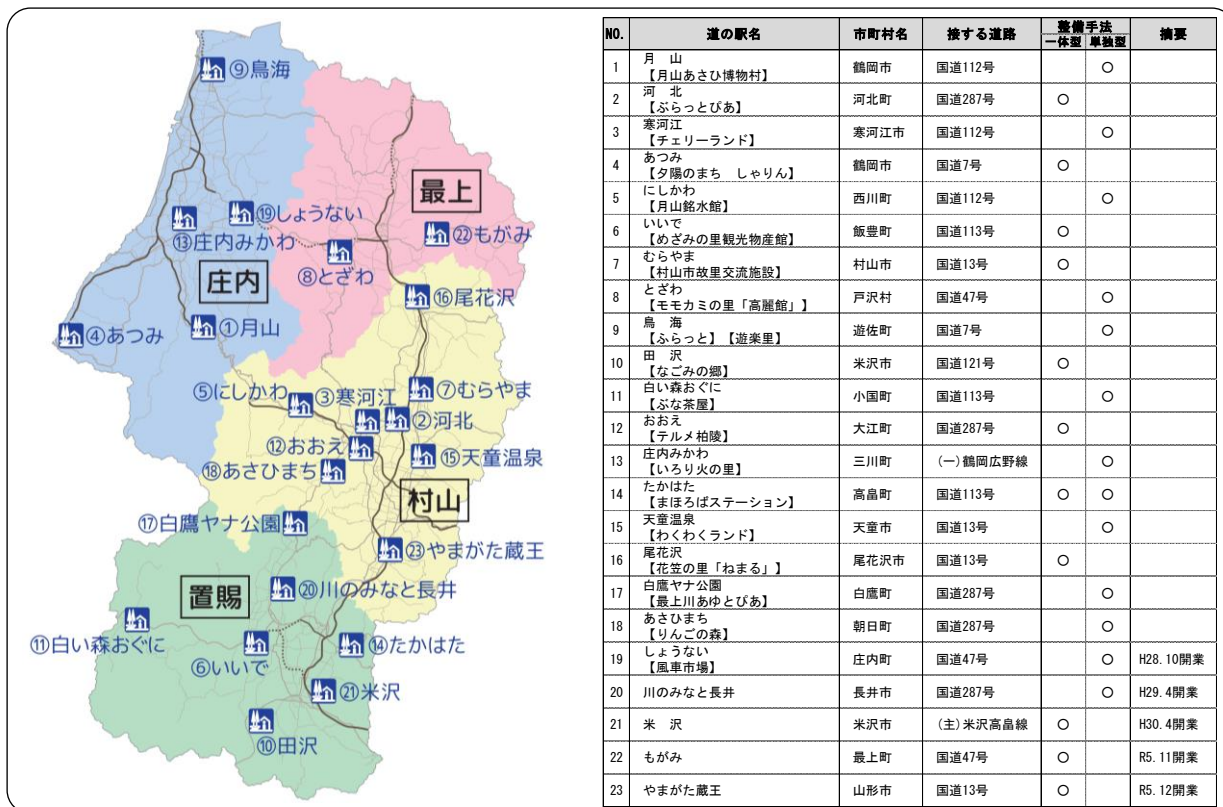 ⑨鳥海
最上
⑲しょうない
㉒もがみ
⑬庄内みかわ
⑧とざわ
庄内
⑯尾花沢
④あつみ
①月山
⑤にしかわ
③寒河江
⑦むらやま
②河北
⑫おおえ
⑮天童温泉
⑱あさひまち
村山
⑰白鷹ヤナ公園
㉓やまがた蔵王
置賜
⑳川のみなと長井
⑪白い森おぐに
⑥いいで
⑭たかはた
㉑米沢
⑩田沢
NO. 道の駅名 市町村名 接する道路 整備手法 摘要
一体型 単独型
1 月 山 鶴岡市 国道112号 ○
【月山あさひ博物村】
2 河 北 河北町 国道287号 ○
【ぶらっとぴあ】
3 寒河江 寒河江市 国道112号 ○
【チェリーランド】
4 あつみ 鶴岡市 国道7号 ○
【夕陽のまち しゃりん】
5 にしかわ 西川町 国道112号 ○
【月山銘水館】
6 いいで 飯豊町 国道113号 ○
【めざみの里観光物産館】
7 むらやま 村山市 国道13号 ○
【村山市故里交流施設】
8 とざわ 戸沢村 国道47号 ○
【モモカミの里「高麗館」】
9 鳥 海 遊佐町 国道7号 ○
【ふらっと】【遊楽里】
10 田 沢 米沢市 国道121号 ○
【なごみの郷】
11 白い森おぐに 小国町 国道113号 ○
【ぶな茶屋】
12 おおえ 大江町 国道287号 ○
【テルメ柏陵】
13 庄内みかわ 三川町 (一)鶴岡広野線 ○
【いろり火の里】
14 たかはた 高畠町 国道113号 ○ ○
【まほろばステーション】
15 天童温泉 天童市 国道13号 ○
【わくわくランド】
16 尾花沢 尾花沢市 国道13号 ○
【花笠の里「ねまる」】
17 白鷹ヤナ公園 白鷹町 国道287号 ○
【最上川あゆとぴあ】
18 あさひまち 朝日町 国道287号 ○
【りんごの森】
19 しょうない 庄内町 国道47号 ○ H28.10開業
【風車市場】
20 川のみなと長井 長井市 国道287号 ○ H29.4開業
21 米 沢 米沢市 (主)米沢高畠線 ○ H30.4開業
22 もがみ 最上町 国道47号 ○ R5.11開業
23 やまがた蔵王 山形市 国道13号 ○ R5.12開業